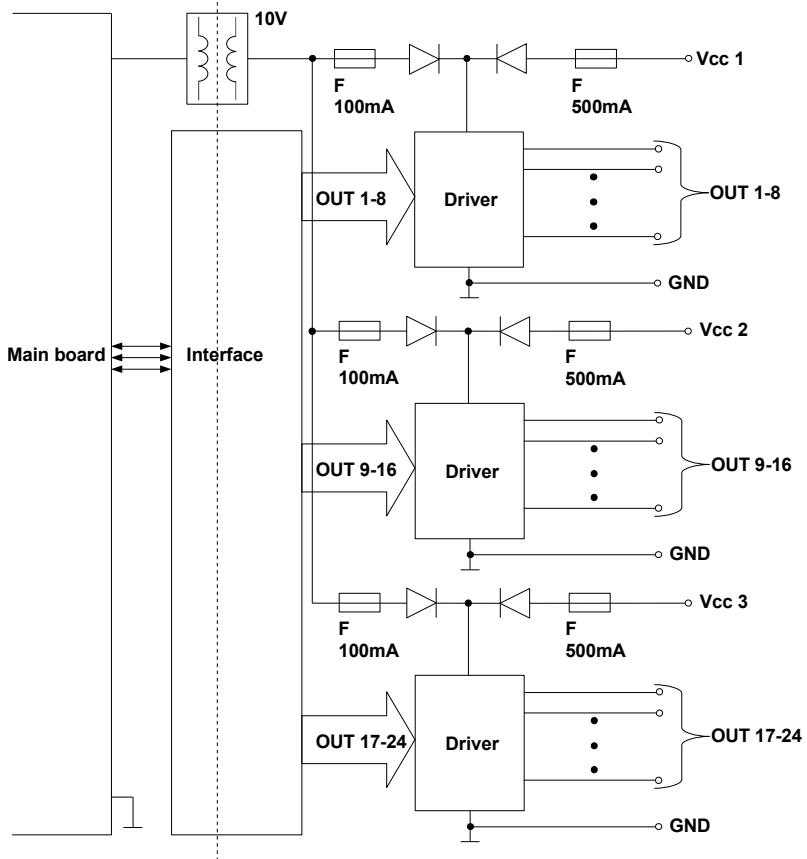 10V
F
100mA
F
500mA
Vcc 1
OUT 1-8
Driver
OUT 1-8
GND
Main board
Interface
F
100mA
F
500mA
Vcc 2
OUT 9-16
Driver
OUT 9-16
GND
F
100mA
F
500mA
Vcc 3
OUT 17-24
Driver
OUT 17-24
GND